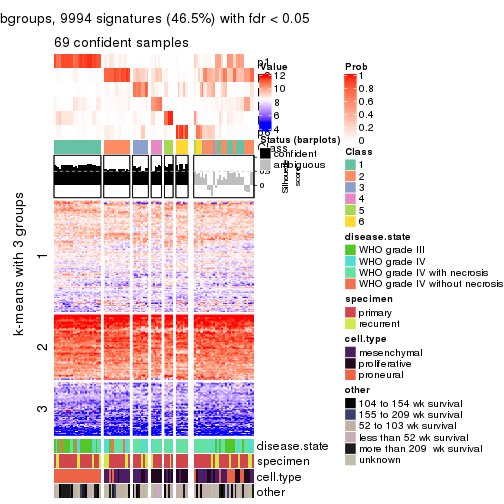 bgroups, 9994 signatures (46.5%) with fdr < 0.05
69 confident samples
k-means with 3 groups
1
2
3
p1
Value
12
10
8
6
4
Status (barplots)
confident
ambiguous
Silhouette
score
0
Prob
1
0.8
0.6
0.4
0.2
0
Class
1
2
3
4
5
6
disease.state
WHO grade III
WHO grade IV
WHO grade IV with necrosis
WHO grade IV without necrosis
specimen
primary
recurrent
cell.type
mesenchymal
proliferative
proneural
other
104 to 154 wk survival
155 to 209 wk survival
52 to 103 wk survival
less than 52 wk survival
more than 209  wk survival
unknown
disease.state
specimen
cell.type
other